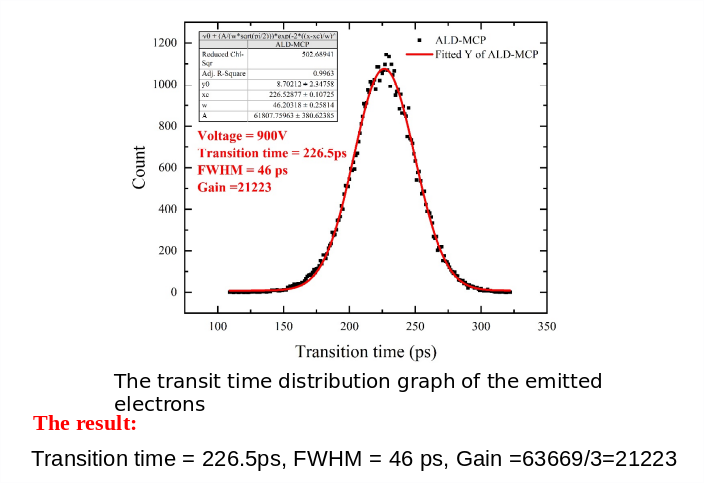 y0 + (A/(w*sqrt(pi/2)))*exp(-2*((x-xc)/w)^
ALD-MCP
Reduced Chi-Sqr 502.68941
Adj. R-Square 0.9963
y0 8.70212 ± 2.34758
xc 226.52877 ± 0.10725
w 46.20318 ± 0.25814
A 61807.75963 ± 380.62385
ALD-MCP
Fitted Y of ALD-MCP
Voltage = 900V
Transition time = 226.5ps
FWHM = 46 ps
Gain =21223
Count
1200
1000
800
600
400
200
0
100 150 200 250 300 350
Transition time (ps)
The transit time distribution graph of the emitted
electrons
The result:
Transition time = 226.5ps, FWHM = 46 ps, Gain =63669/3=21223